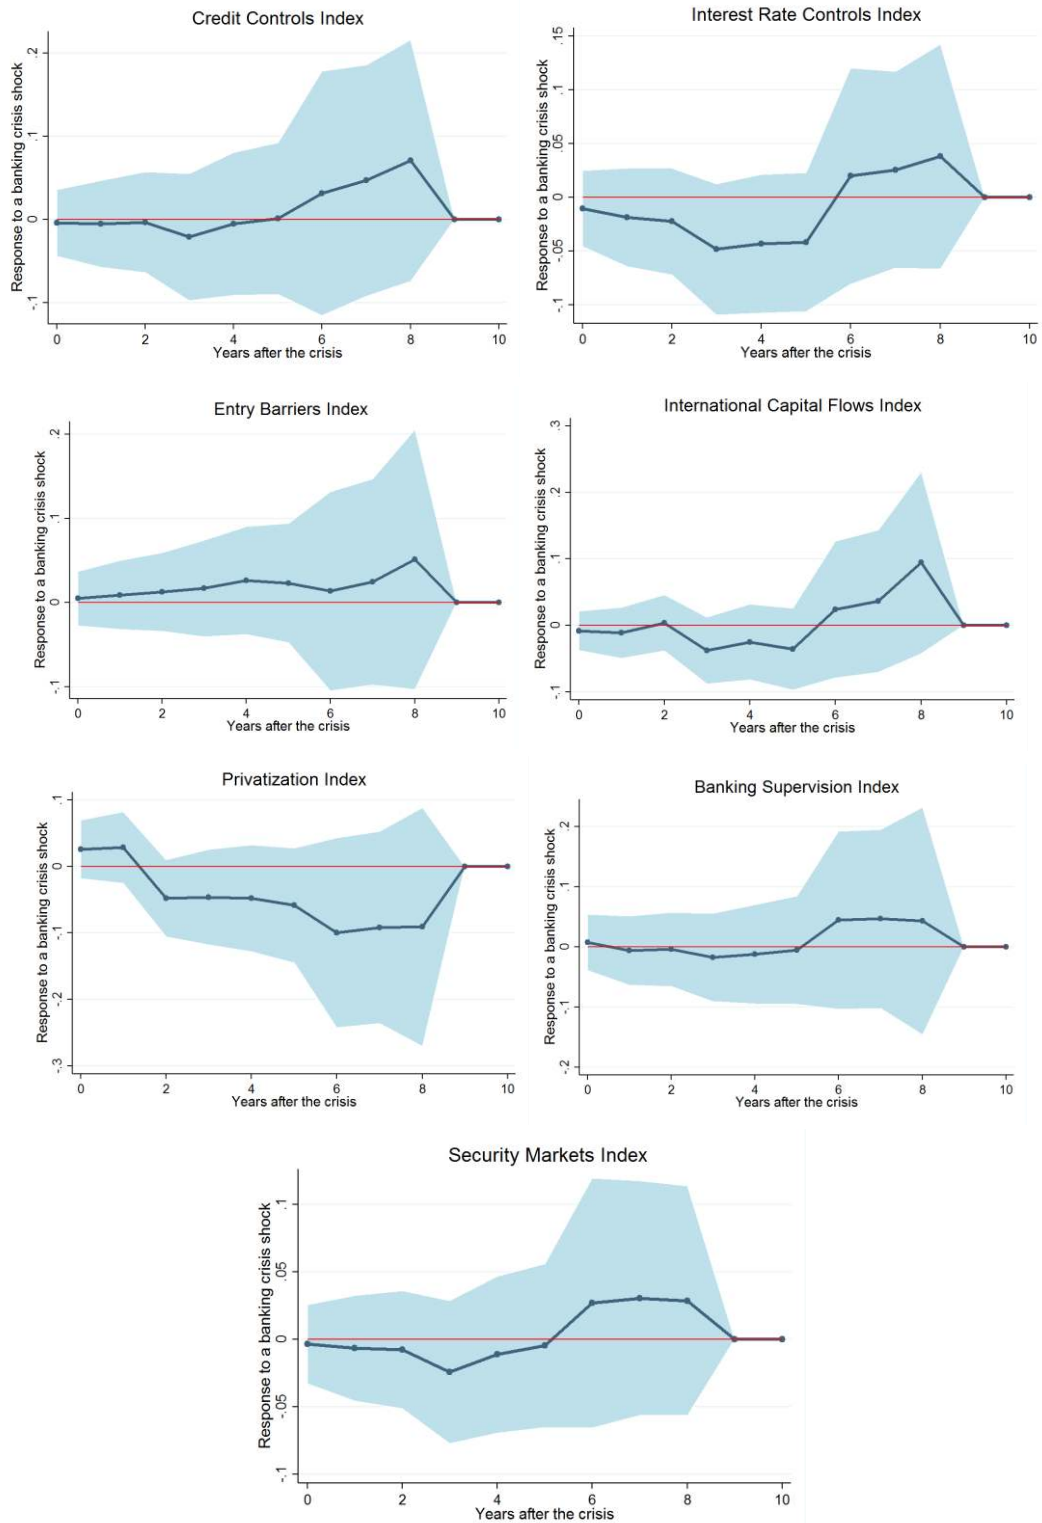 Credit Controls Index
Response to a banking crisis shock
.2
.1
0
-.1
0 2 4 6 8 10
Years after the crisis
Interest Rate Controls Index
Response to a banking crisis shock
.15
.1
.05
0
-.05
-.1
0 2 4 6 8 10
Years after the crisis
Entry Barriers Index
Response to a banking crisis shock
.2
.1
0
-.1
0 2 4 6 8 10
Years after the crisis
International Capital Flows Index
Response to a banking crisis shock
.3
.2
.1
0
-.1
0 2 4 6 8 10
Years after the crisis
Privatization Index
Response to a banking crisis shock
.1
0
-.1
-.2
-.3
0 2 4 6 8 10
Years after the crisis
Banking Supervision Index
Response to a banking crisis shock
.2
.1
0
-.1
-.2
0 2 4 6 8 10
Years after the crisis
Security Markets Index
Response to a banking crisis shock
.1
.05
0
-.05
-.1
0 2 4 6 8 10
Years after the crisis